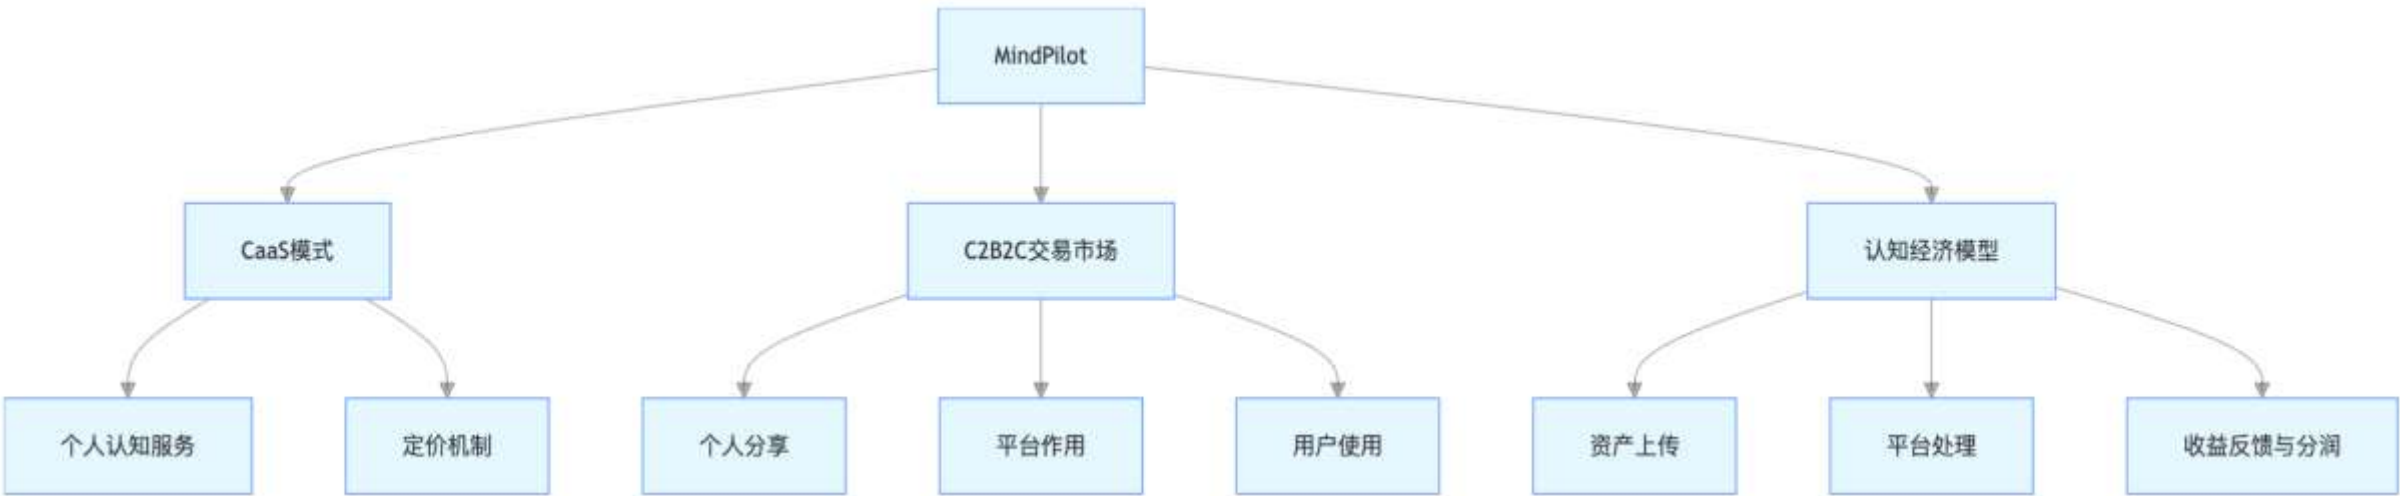 MindPilot
CaaS模式
C2B2C交易市场
认知经济模型
个人认知服务
定价机制
个人分享
平台作用
用户使用
资产上传
平台处理
收益反馈与分润